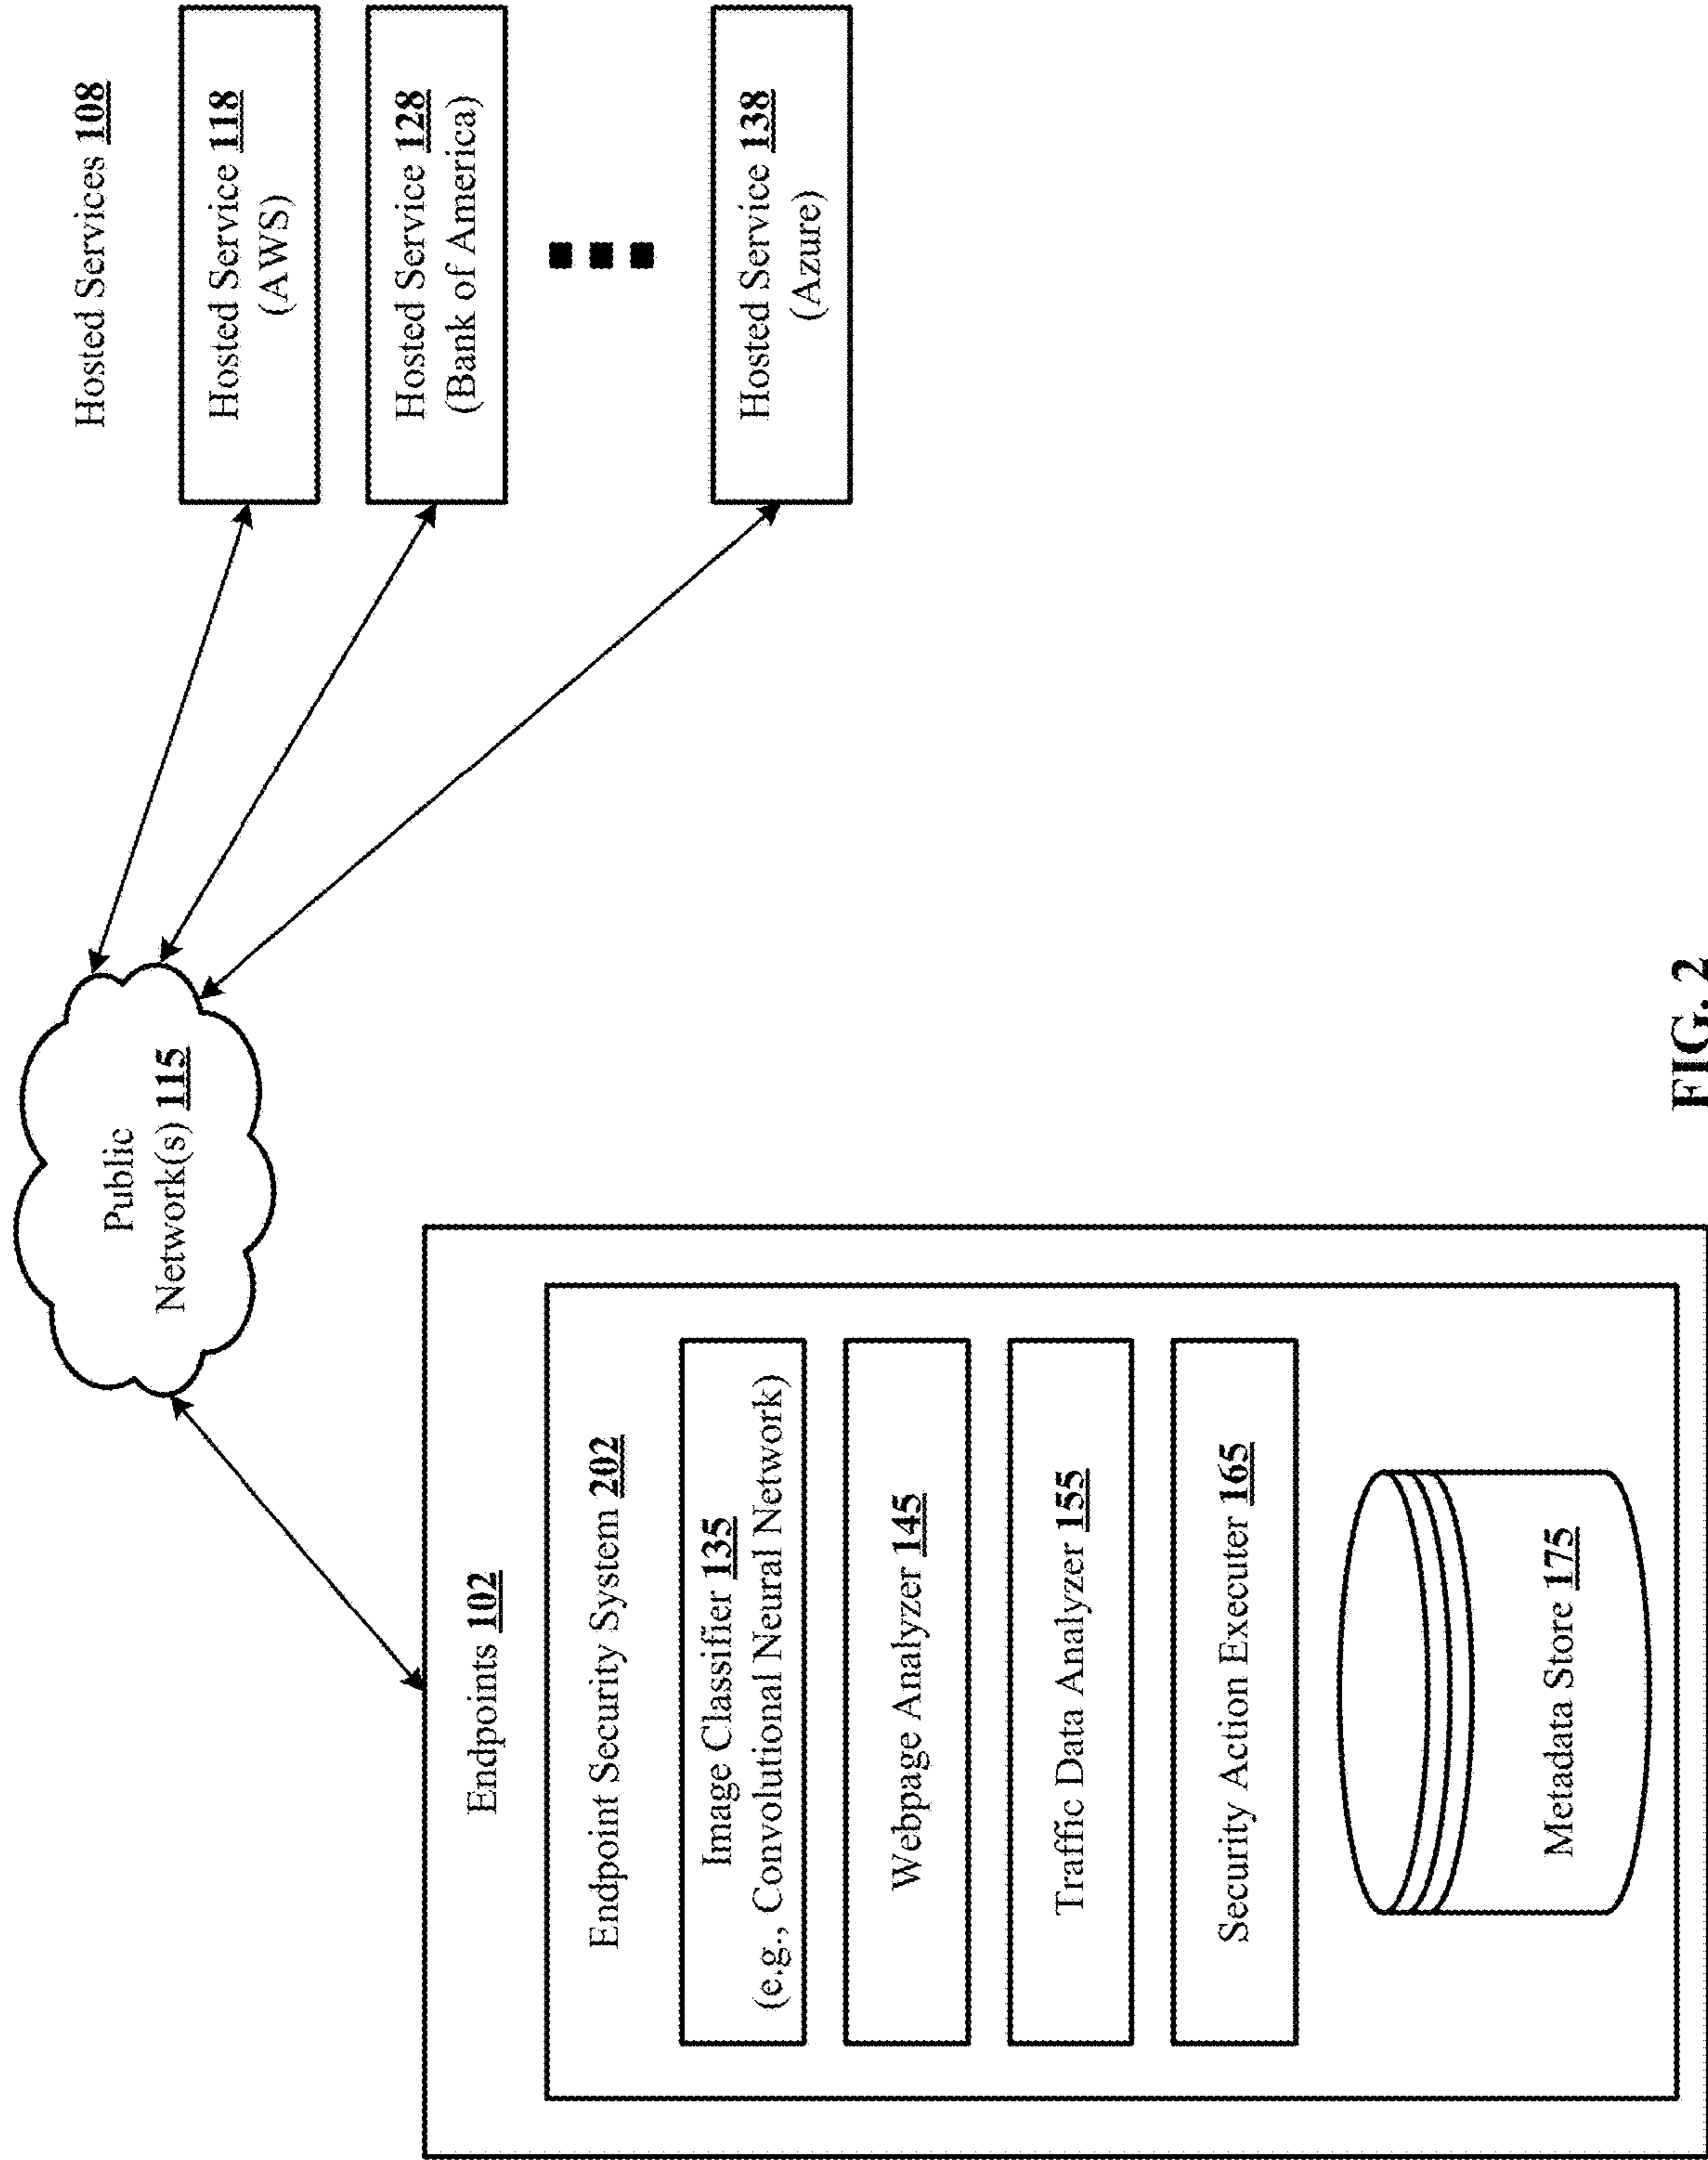 Public
Network(s) 115
Hosted Services 108
Hosted Service 118
(AWS)
Hosted Service 128
(Bank of America)
Hosted Service 138
(Azure)
Endpoints 102
Endpoint Security System 202
Image Classifier 135
(e.g., Convolutional Neural Network)
Webpage Analyzer 145
Traffic Data Analyzer 155
Security Action Executer 165
Metadata Store 175
FIG. 2